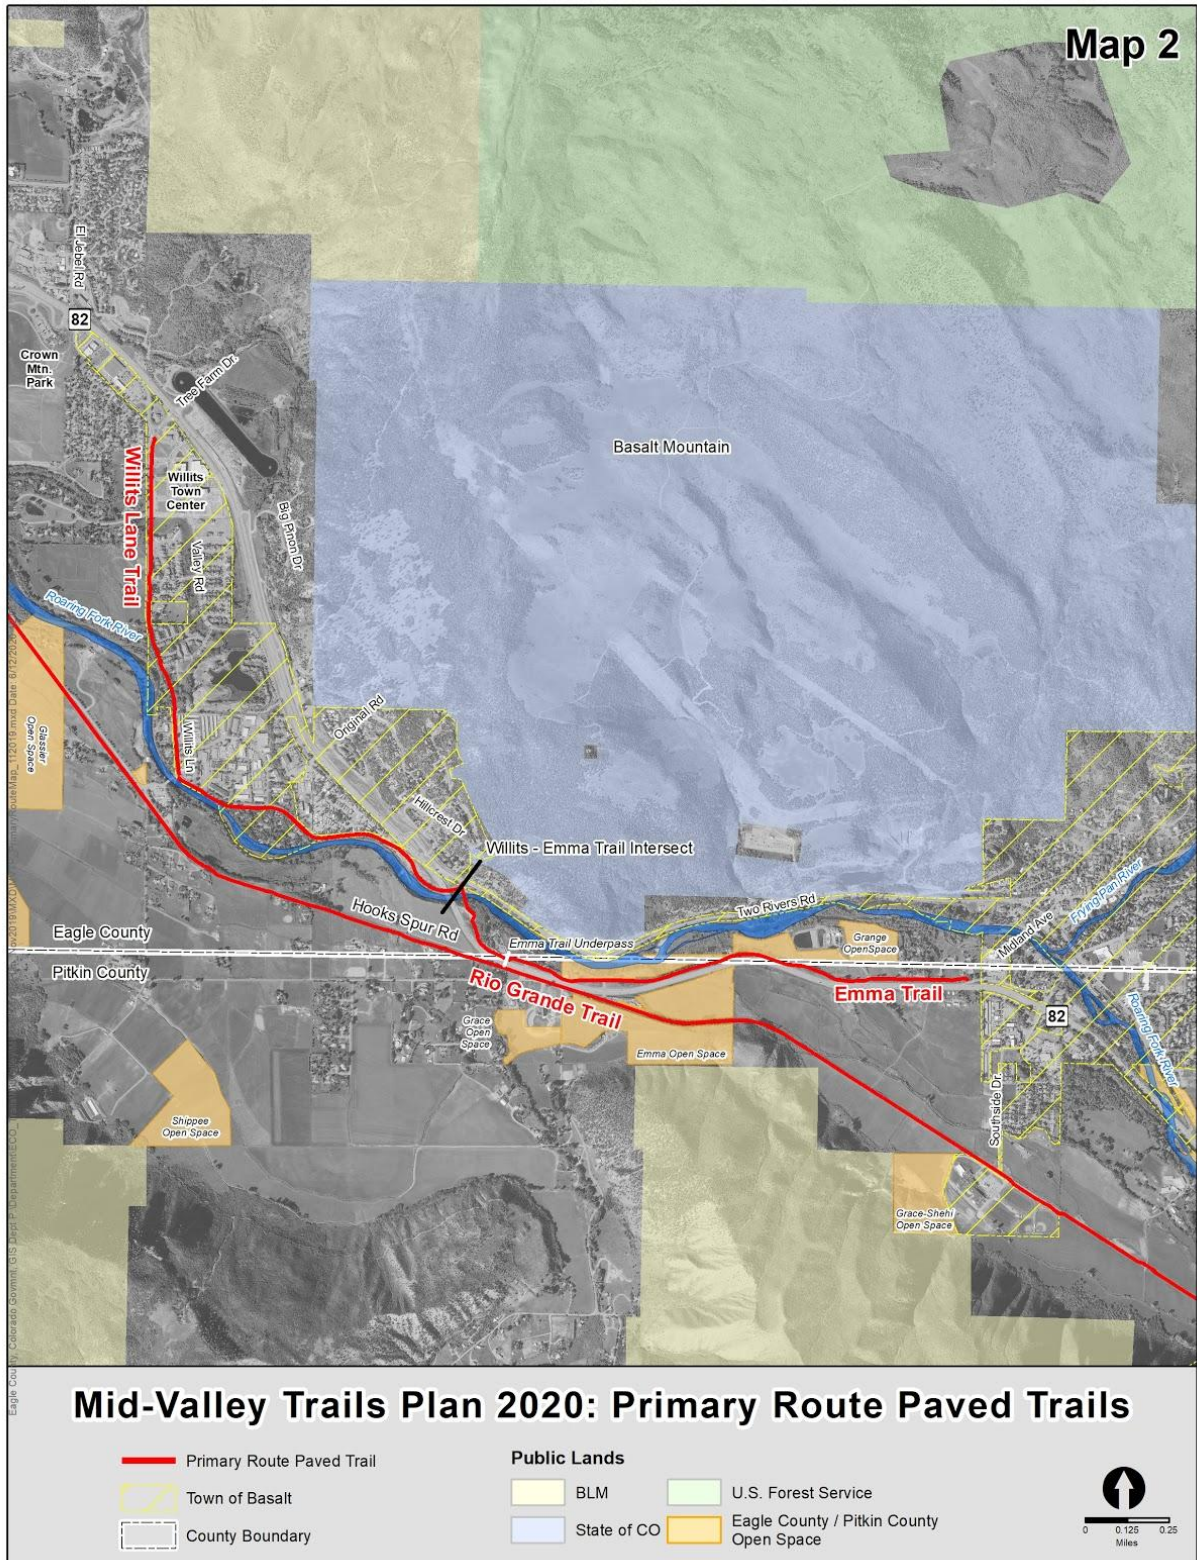 Map 2
El Jebel Rd
82
Crown
Mtn.
Park
Tree Farm Dr.
Basalt Mountain
Willits Lane Trail
Willits
Town
Center
Big Pinon Dr
Valley Rd
Roaring Fork River
Glassier
Open Space
Original Rd
Willits Ln
Hillcrest Dr
Willits - Emma Trail Intersect
Hooks Spur Rd
Two Rivers Rd
Frying Pan River
Midland Ave
Eagle County
Emma Trail Underpass
Grange
OpenSpace
Pitkin County
Rio Grande Trail
Emma Trail
82
Roaring Fork River
Grace
Open
Space
Emma Open Space
Southside Dr.
Shippee
Open Space
Grace-Shehi
Open Space
Mid-Valley Trails Plan 2020: Primary Route Paved Trails
Primary Route Paved Trail
Town of Basalt
County Boundary
Public Lands
BLM
State of CO
U.S. Forest Service
Eagle County / Pitkin County
Open Space
0 0.125 0.25
Miles